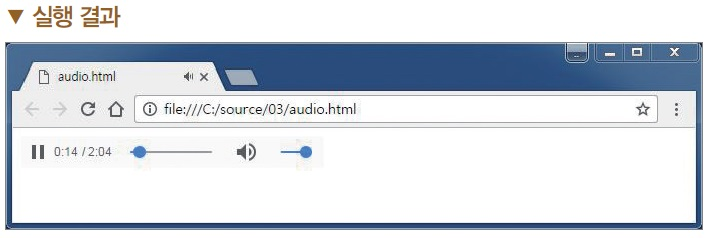 ▼ 실행 결과
audio.html
file:///C:/source/03/audio.html
0:14 / 2:04